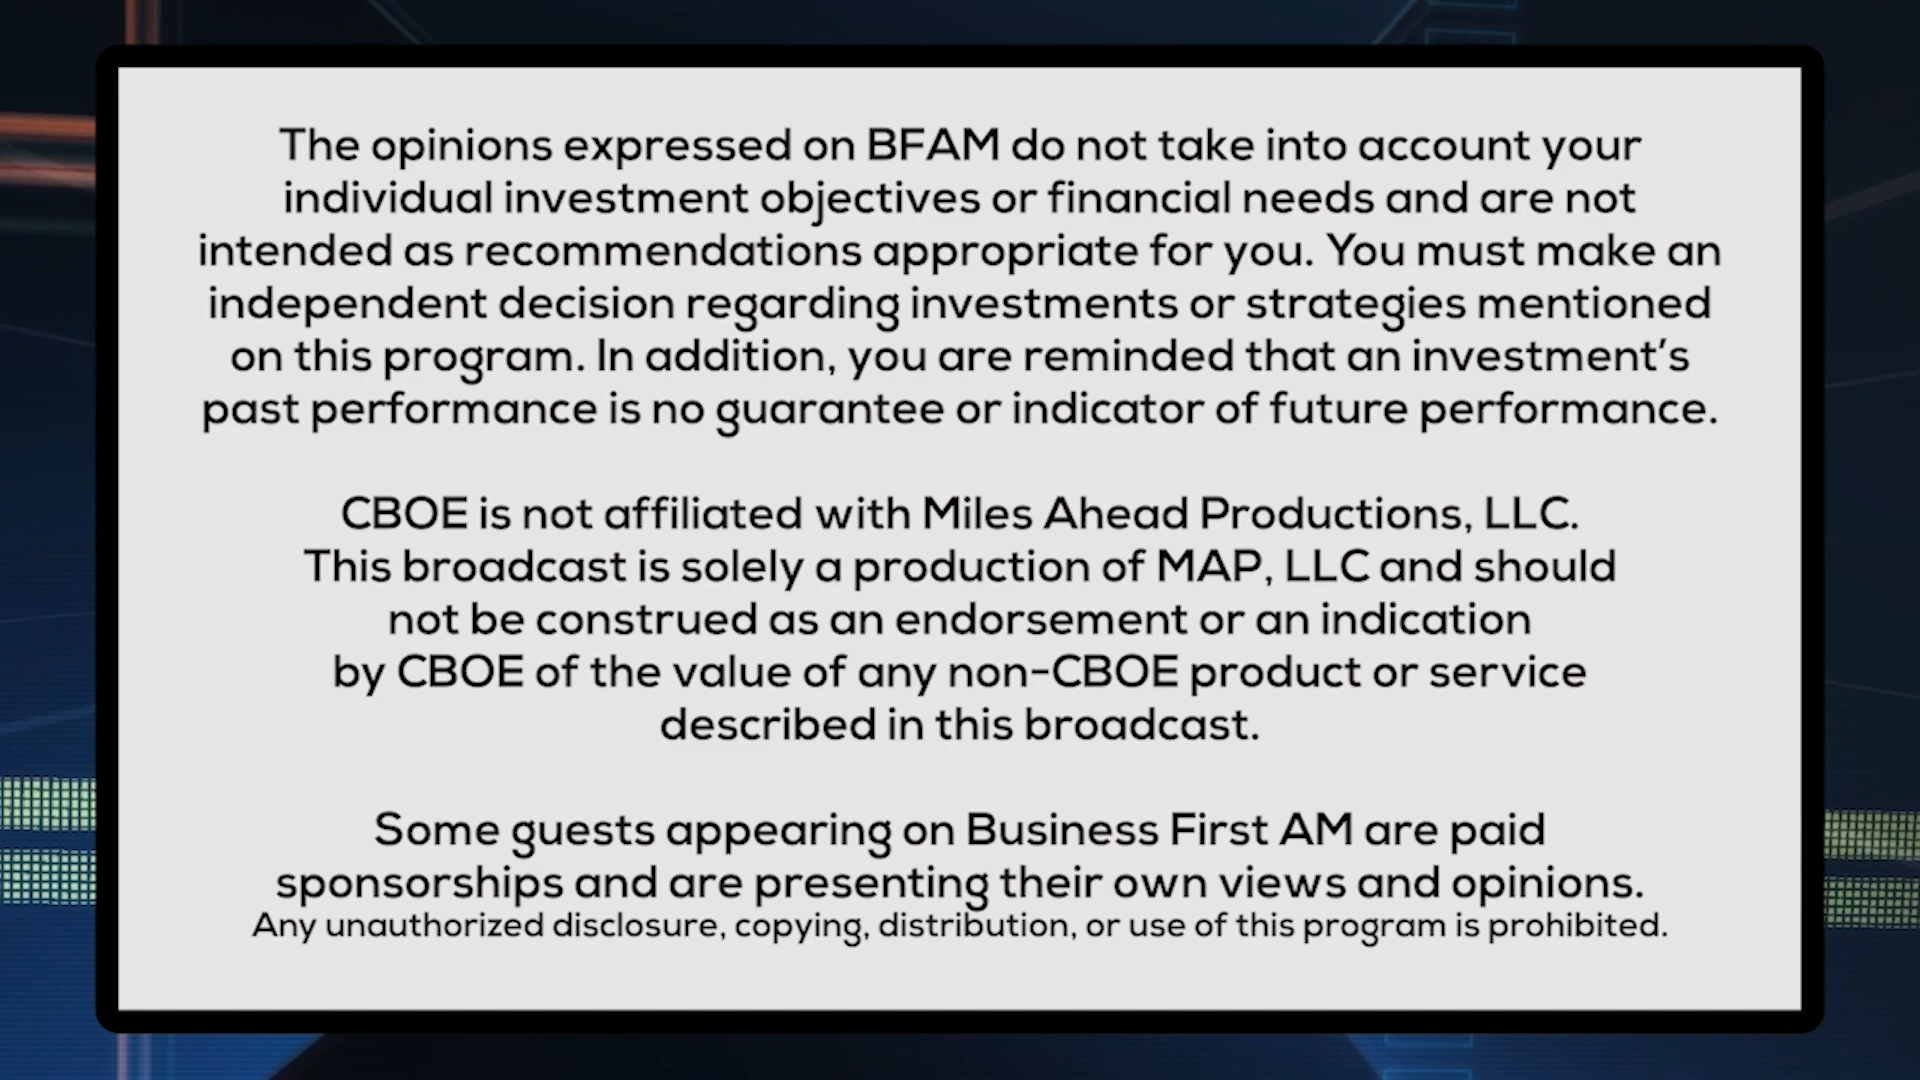 The opinions expressed on BFAM do not take into account your
individual investment objectives or financial needs and are not
intended as recommendations appropriate for you. You must make an
independent decision regarding investments or strategies mentioned
on this program. In addition, you are reminded that an investment’s
past performance is no guarantee or indicator of future performance.
CBOE is not affiliated with Miles Ahead Productions, LLC.
This broadcast is solely a production of MAP, LLC and should
not be construed as an endorsement or an indication
by CBOE of the value of any non-CBOE product or service
described in this broadcast.
Some guests appearing on Business First AM are paid
sponsorships and are presenting their own views and opinions.
Any unauthorized disclosure, copying, distribution, or use of this program is prohibited.